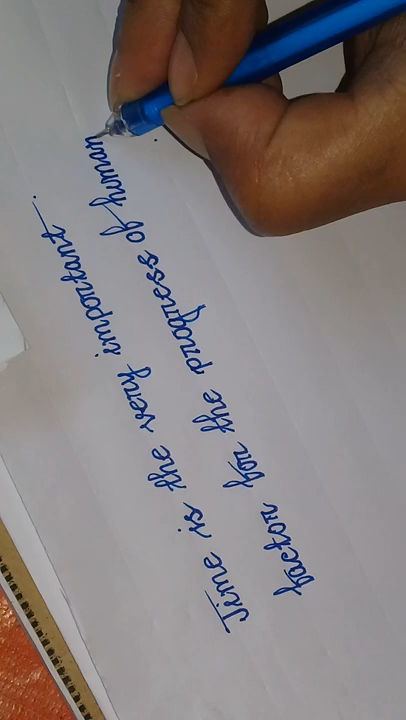 Time is the very important
factor for the progress of human